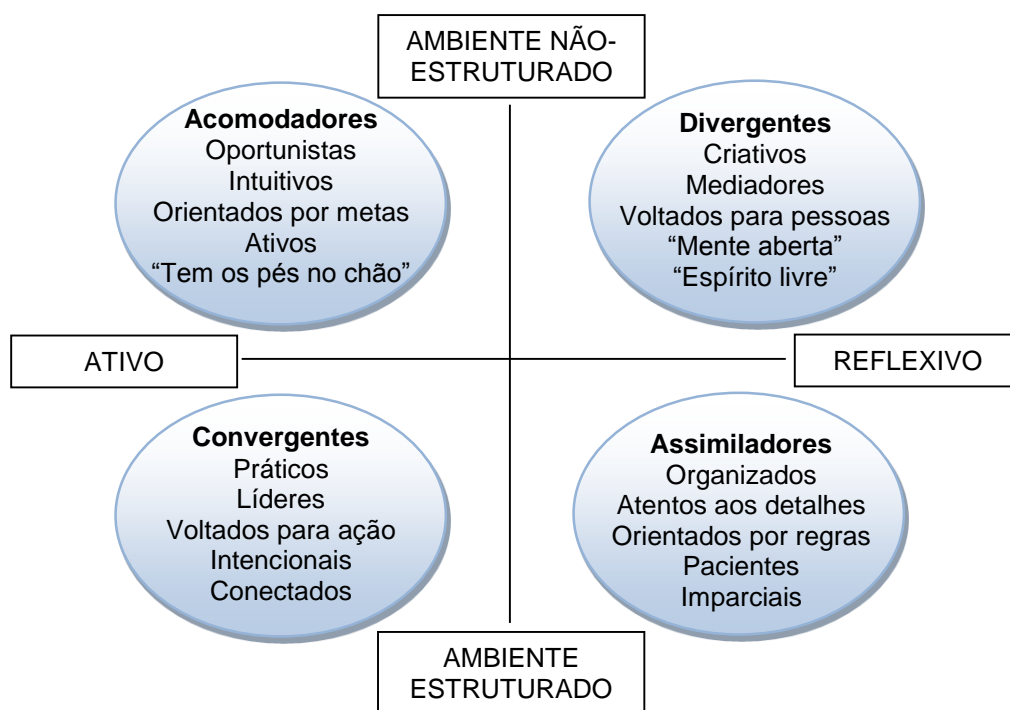 AMBIENTE NÃO-
ESTRUTURADO
Acomodadores
Oportunistas
Intuitivos
Orientados por metas
Ativos
“Tem os pés no chão”
Divergentes
Criativos
Mediadores
Voltados para pessoas
“Mente aberta”
“Espírito livre”
ATIVO
REFLEXIVO
Convergentes
Práticos
Líderes
Voltados para ação
Intencionais
Conectados
Assimiladores
Organizados
Atentos aos detalhes
Orientados por regras
Pacientes
Imparciais
AMBIENTE
ESTRUTURADO